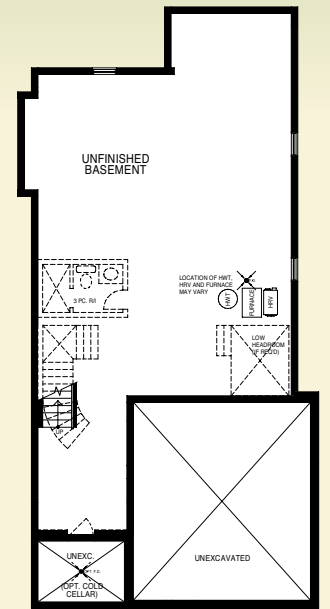 UNFINISHED
BASEMENT
3 PC. R/I
LOCATION OF HWT,
HRV AND FURNACE
MAY VARY
F.D.
HWT
FURNACE
HRV
LOW
HEADROOM
(IF REQ'D)
UP
UNEXC.
OPT. F.D.
(OPT. COLD
CELLAR)
UNEXCAVATED